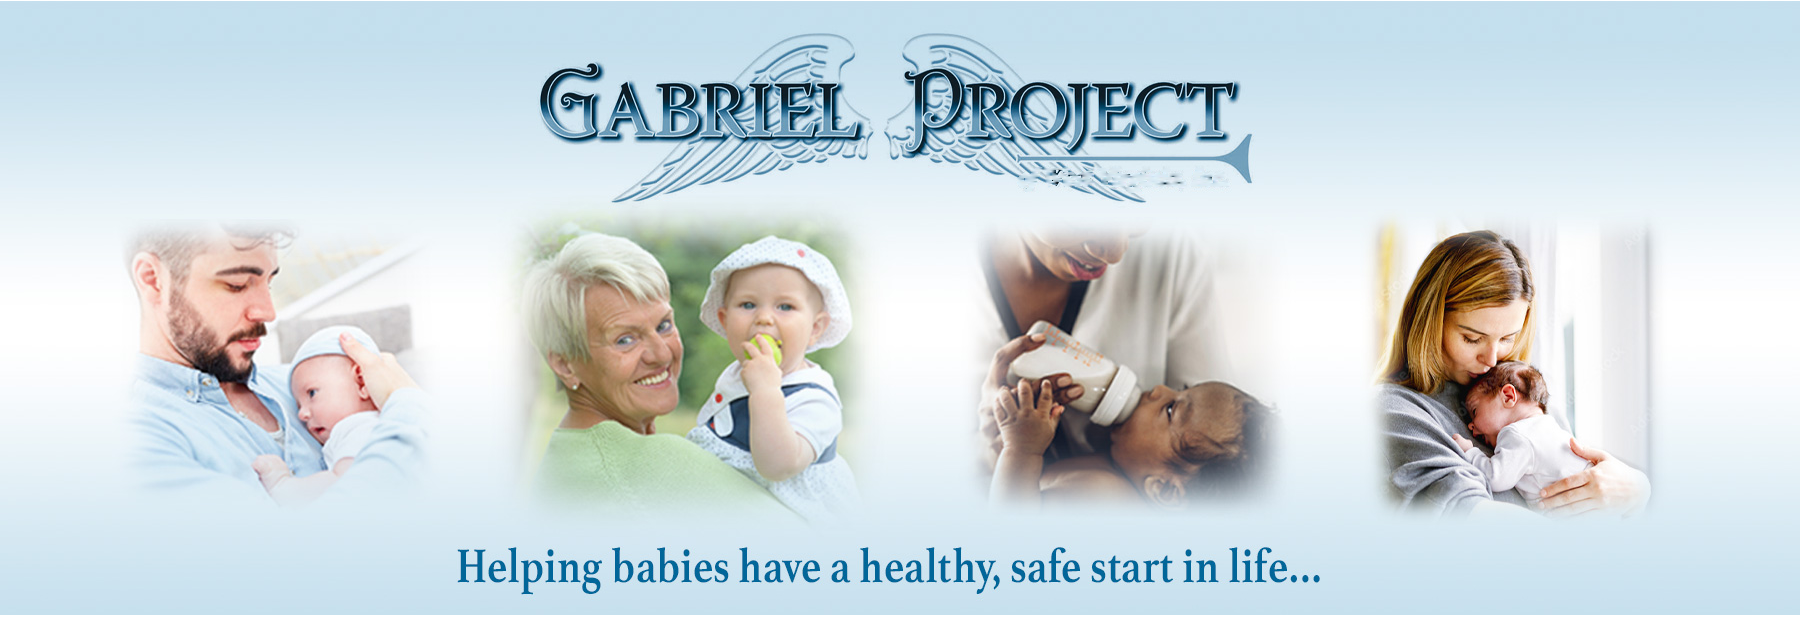 GABRIEL PROJECT
Helping babies have a healthy, safe start in life...